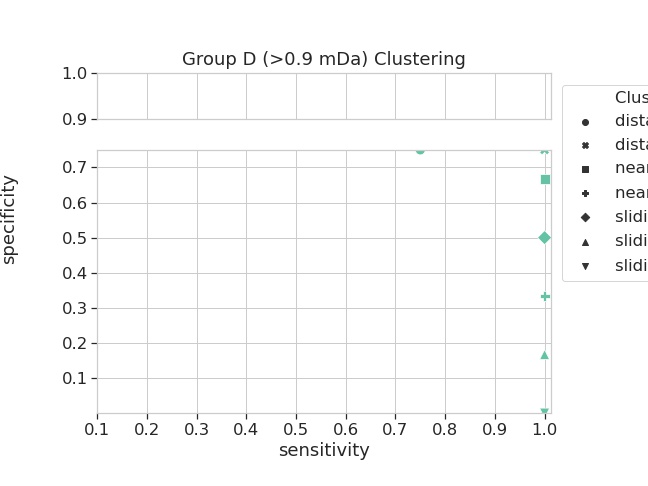 Group D (>0.9 mDa) Clustering
1.0
0.9
0.7
0.6
0.5
0.4
0.3
0.2
0.1
specificity
0.1 0.2 0.3 0.4 0.5 0.6 0.7 0.8 0.9 1.0
sensitivity
Clus
dista
dista
near
near
slidi
slidi
slidi